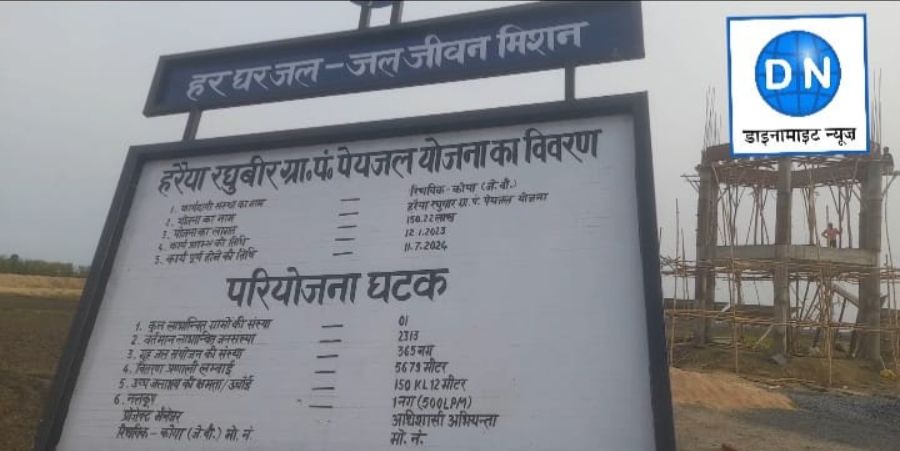 हर घर जल - जल जीवन मिशन
DN
डाइनामाइट न्यूज
हरैया रघुबीर ग्रा.पं. पेयजल योजना का विवरण
1. कार्यदायी संस्था का नाम — रित्विक - कोया (जे.वी.)
2. योजना का नाम — हरैया रघुबीर ग्रा.पं. पेयजल योजना
3. योजना का लागत — 150.22 लाख
4. कार्य प्रारम्भ की तिथि — 12.1.2023
5. कार्य पूर्ण होने की तिथि — 11.7.2024
परियोजना घटक
1. कुल लाभान्वित ग्रामों की संख्या — 01
2. वर्तमान लाभान्वित जनसंख्या — 2313
3. गृह जल संयोजन की संख्या — 365 नग
4. वितरण प्रणाली लम्बाई — 5679 मीटर
5. उच्च जलाशय की क्षमता/ऊंचाई — 150 KL 12 मीटर
6. नलकूप — 1 नग (500 LPM)
प्रोजेक्ट मैनेजर अधिशासी अभियन्ता
रित्विक - कोया (जे.वी.) मो. नं. मो. नं.